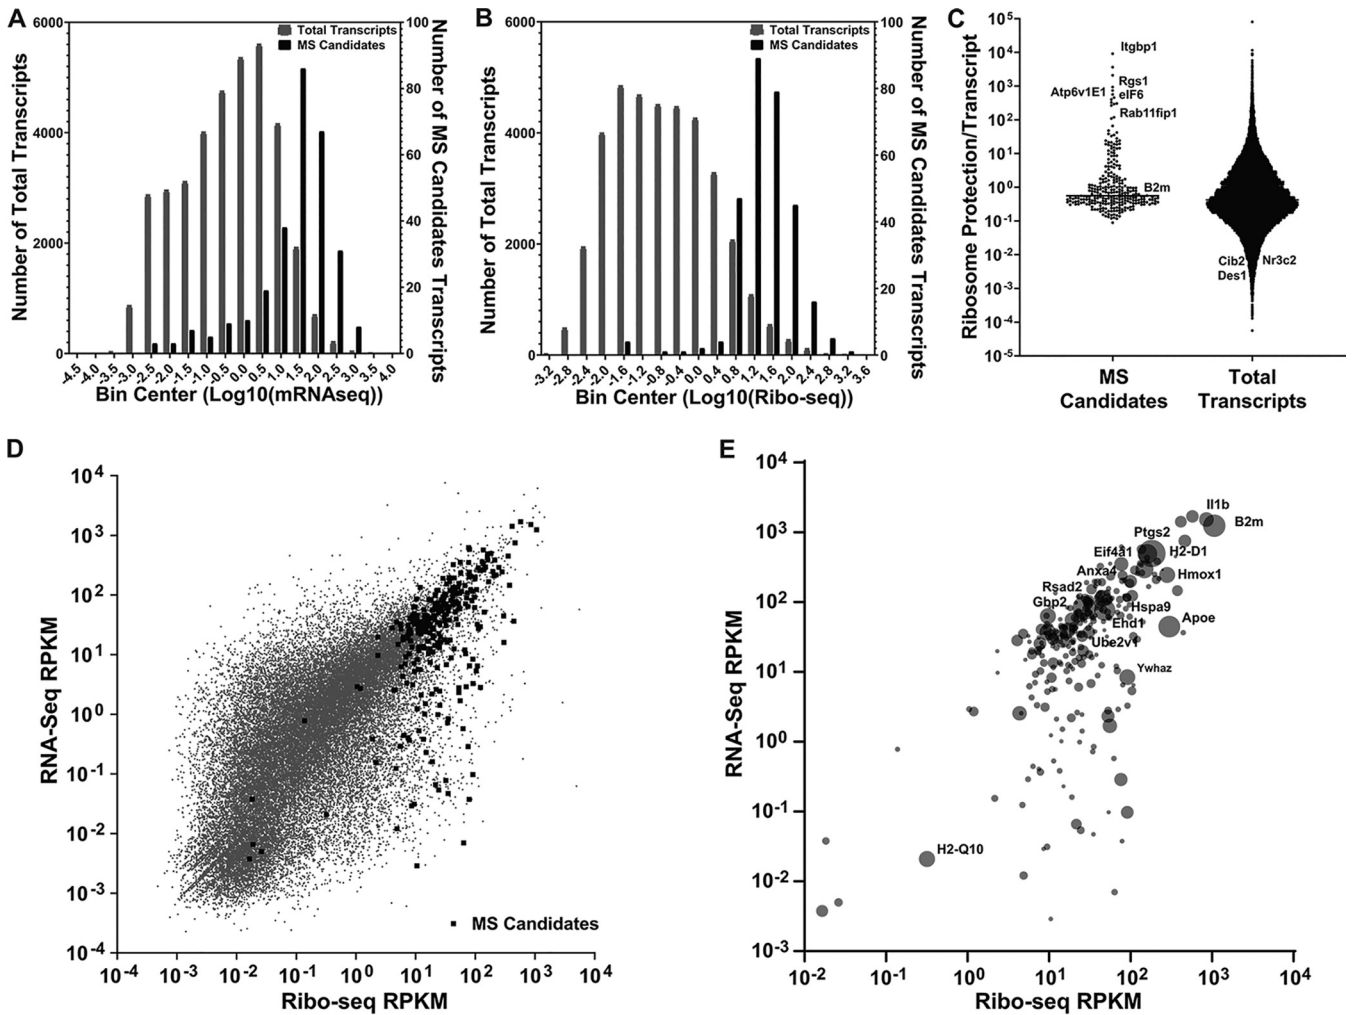 A
Number of Total Transcripts
6000
4000
2000
0
Total Transcripts
MS Candidates
100
80
60
40
20
0
Number of MS Candidates Transcripts
-4.5
-4.0
-3.5
-3.0
-2.5
-2.0
-1.5
-1.0
-0.5
0.0
0.5
1.0
1.5
2.0
2.5
3.0
3.5
4.0
Bin Center (Log10(mRNAseq))
B
Number of Total Transcripts
6000
4000
2000
0
Total Transcripts
MS Candidates
100
80
60
40
20
0
Number of MS Candidates Transcripts
-3.2
-2.8
-2.4
-2.0
-1.6
-1.2
-0.8
-0.4
0.0
0.4
0.8
1.2
1.6
2.0
2.4
2.8
3.2
3.6
Bin Center (Log10(Ribo-seq))
C
Ribosome Protection/Transcript
10^5
10^4
10^3
10^2
10^1
10^0
10^-1
10^-2
10^-3
10^-4
10^-5
Itgbp1
Rgs1
Atp6v1E1
eIF6
Rab11fip1
B2m
Cib2
Nr3c2
Des1
MS
Candidates
Total
Transcripts
D
RNA-Seq RPKM
10^4
10^3
10^2
10^1
10^0
10^-1
10^-2
10^-3
10^-4
MS Candidates
10^-4
10^-3
10^-2
10^-1
10^0
10^1
10^2
10^3
10^4
Ribo-seq RPKM
E
RNA-Seq RPKM
10^4
10^3
10^2
10^1
10^0
10^-1
10^-2
10^-3
Il1b
B2m
Ptgs2
Eif4a1
H2-D1
Anxa4
Hmox1
Rsad2
Gbp2
Hspa9
Ehd1
Apoe
Ube2v1
Ywhaz
H2-Q10
10^-2
10^-1
10^0
10^1
10^2
10^3
10^4
Ribo-seq RPKM